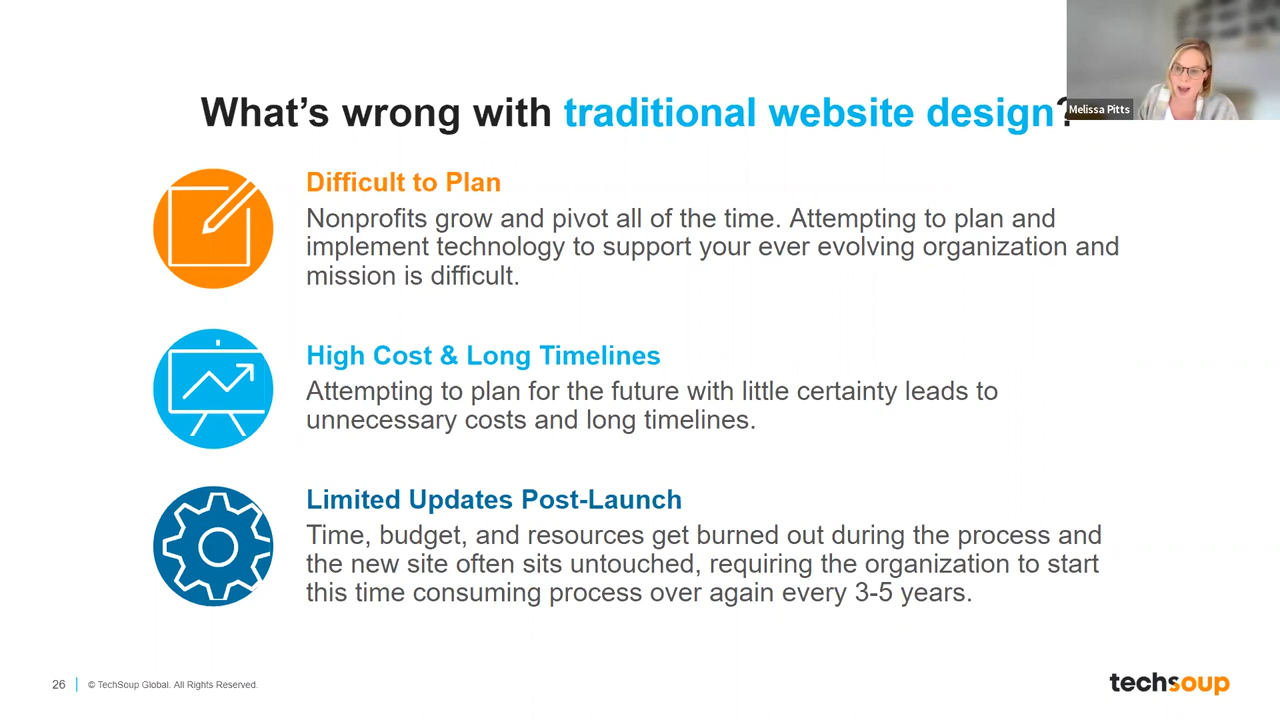 What's wrong with traditional website design?
Melissa Pitts
Difficult to Plan
Nonprofits grow and pivot all of the time. Attempting to plan and
implement technology to support your ever evolving organization and
mission is difficult.
High Cost & Long Timelines
Attempting to plan for the future with little certainty leads to
unnecessary costs and long timelines.
Limited Updates Post-Launch
Time, budget, and resources get burned out during the process and
the new site often sits untouched, requiring the organization to start
this time consuming process over again every 3-5 years.
26
© TechSoup Global. All Rights Reserved.
techsoup